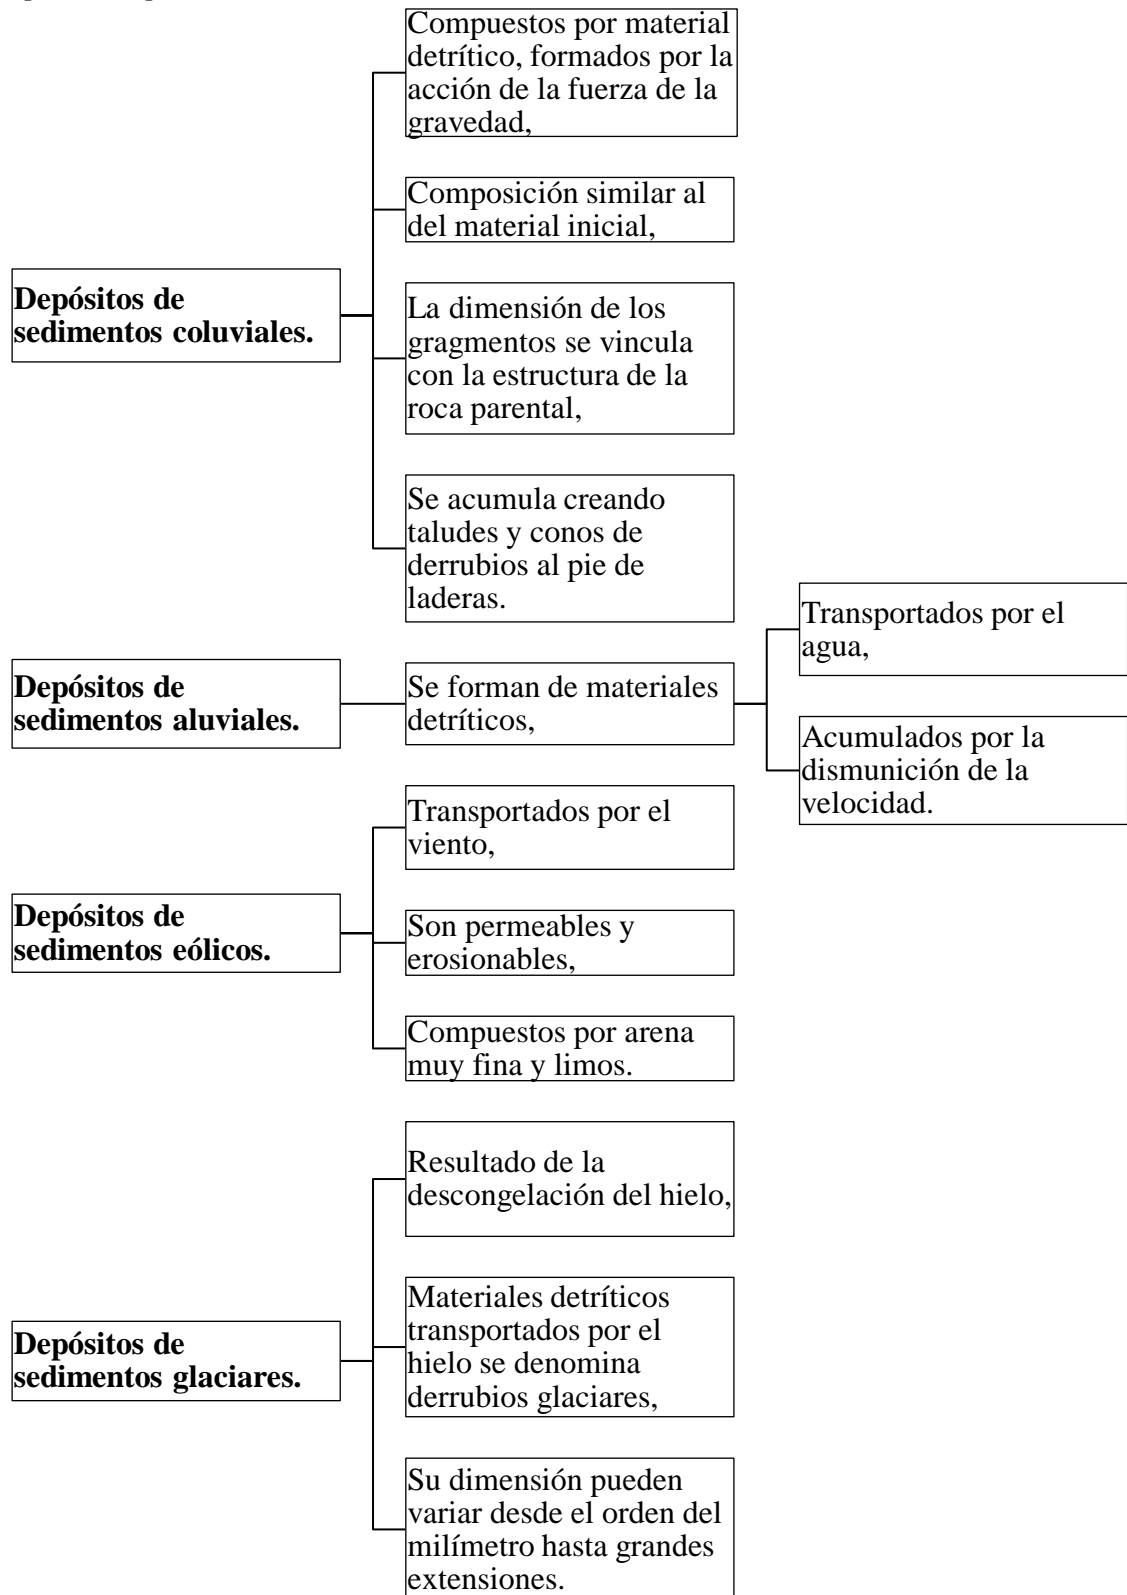 Compuestos por material
detrítico, formados por la
acción de la fuerza de la
gravedad,
Composición similar al
del material inicial,
Depósitos de
sedimentos coluviales.
La dimensión de los
gragmentos se vincula
con la estructura de la
roca parental,
Se acumula creando
taludes y conos de
derrubios al pie de
laderas.
Depósitos de
sedimentos aluviales.
Se forman de materiales
detríticos,
Transportados por el
agua,
Acumulados por la
dismunición de la
velocidad.
Transportados por el
viento,
Depósitos de
sedimentos eólicos.
Son permeables y
erosionables,
Compuestos por arena
muy fina y limos.
Resultado de la
descongelación del hielo,
Depósitos de
sedimentos glaciares.
Materiales detríticos
transportados por el
hielo se denomina
derrubios glaciares,
Su dimensión pueden
variar desde el orden del
milímetro hasta grandes
extensiones.